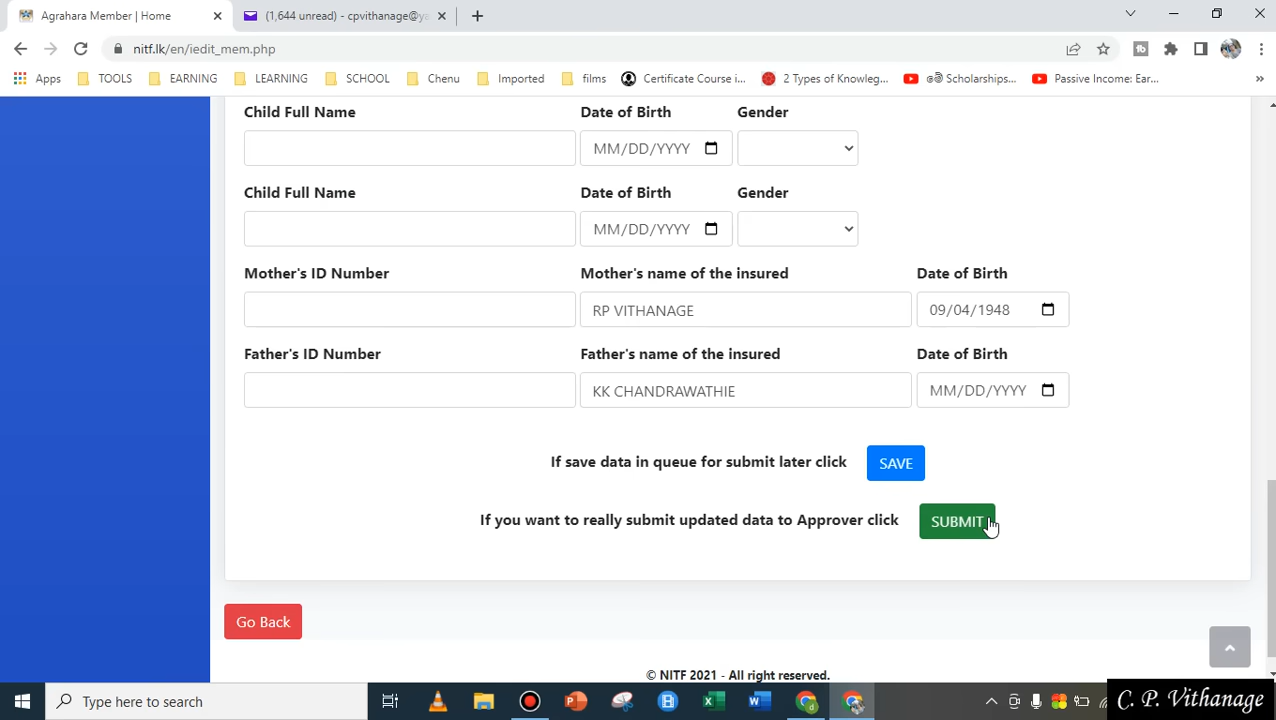 Agrahara Member | Home
(1,644 unread) - cpvithanage@ya
nitf.lk/en/iedit_mem.php
Apps TOOLS EARNING LEARNING SCHOOL Chenu Imported films Certificate Course i... 2 Types of Knowleg... මේ Scholarships... Passive Income: Ear... »
Child Full Name Date of Birth Gender
MM/DD/YYYY
Child Full Name Date of Birth Gender
MM/DD/YYYY
Mother's ID Number Mother's name of the insured Date of Birth
RP VITHANAGE 09/04/1948
Father's ID Number Father's name of the insured Date of Birth
KK CHANDRAWATHIE MM/DD/YYYY
If save data in queue for submit later click SAVE
If you want to really submit updated data to Approver click SUBMIT
Go Back
© NITF 2021 - All right reserved.
Type here to search
C. P. Vithanage